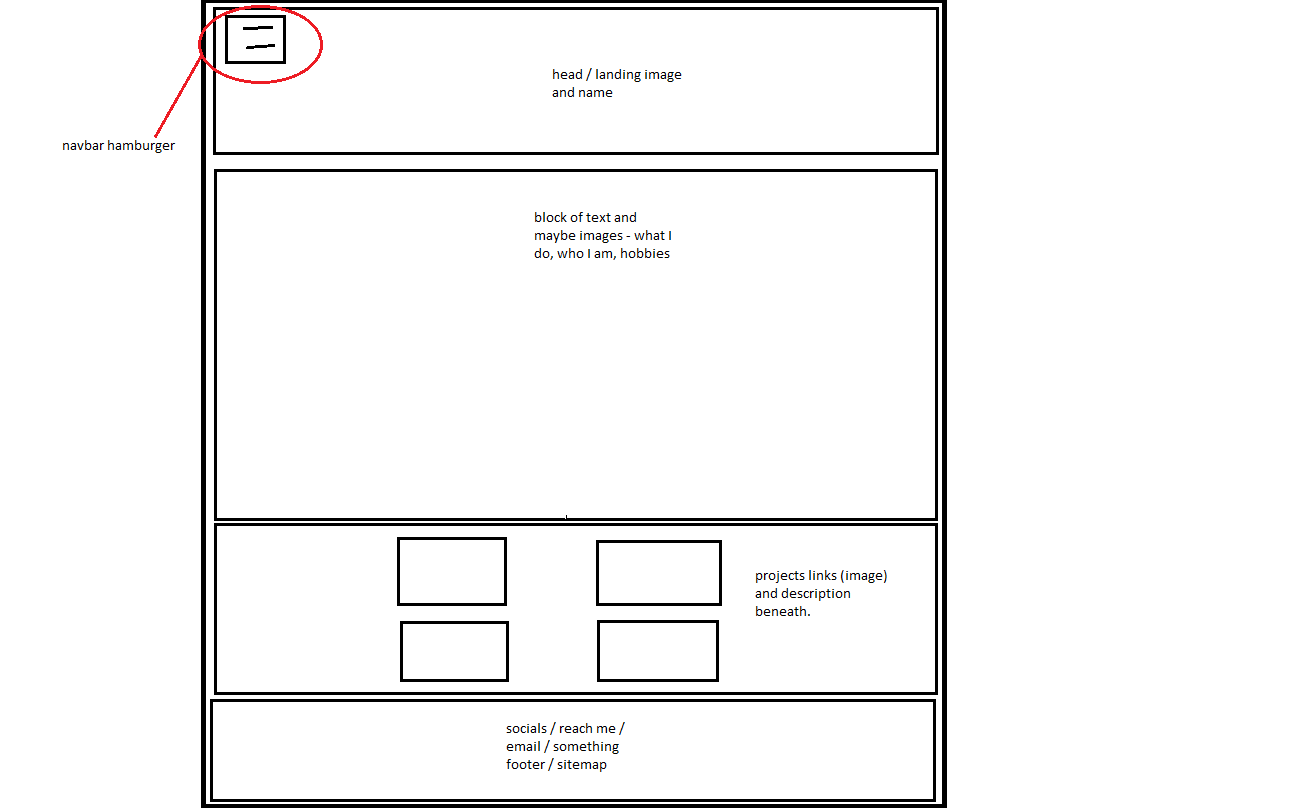 head / landing image
and name
navbar hamburger
block of text and
maybe images - what I
do, who I am, hobbies
projects links (image)
and description
beneath.
socials / reach me /
email / something
footer / sitemap